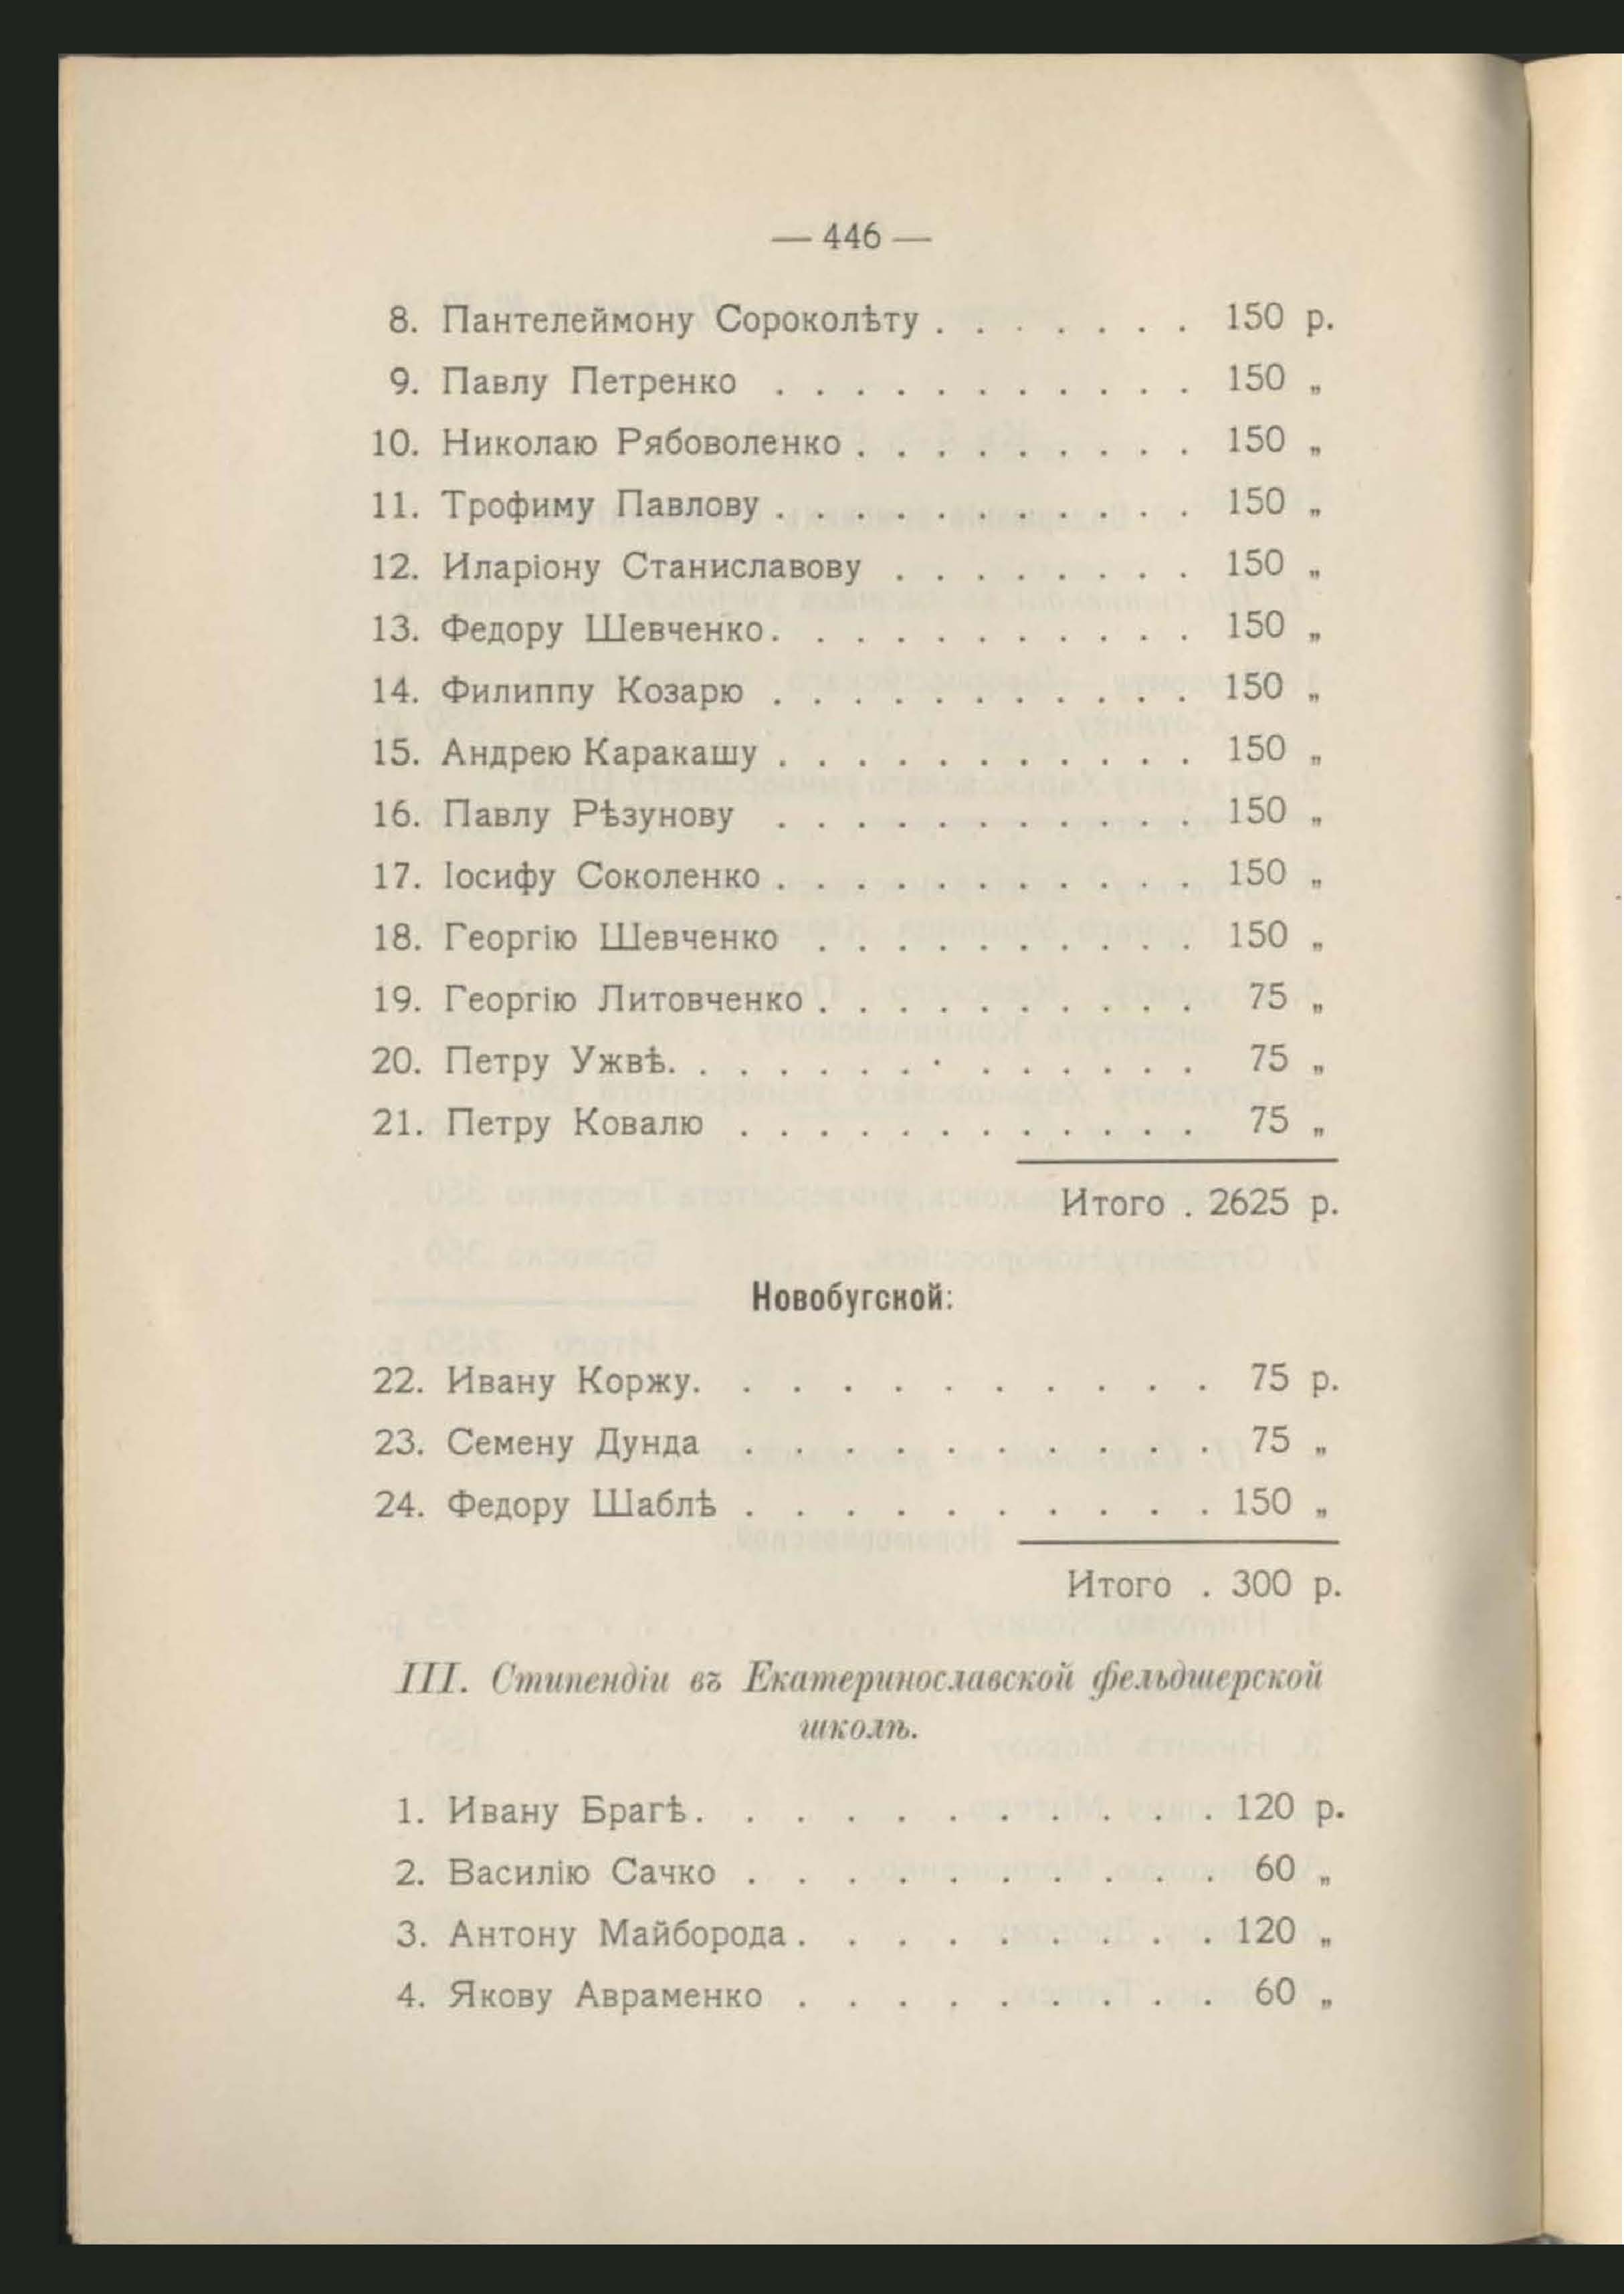 — 446 —
8. Пантелеймону Сороколѣту . . . . . . . 150 р.
9. Павлу Петренко . . . . . . . . . . . 150 „
10. Николаю Рябоволенко . . . . . . . . . 150 „
11. Трофиму Павлову . . . . . . . . . . . 150 „
12. Иларіону Станиславову . . . . . . . . 150 „
13. Федору Шевченко. . . . . . . . . . . 150 „
14. Филиппу Козарю . . . . . . . . . . . 150 „
15. Андрею Каракашу . . . . . . . . . . . 150 „
16. Павлу Рѣзунову . . . . . . . . . . . 150 „
17. Іосифу Соколенко . . . . . . . . . . . 150 „
18. Георгію Шевченко . . . . . . . . . . 150 „
19. Георгію Литовченко . . . . . . . . . . 75 „
20. Петру Ужвѣ. . . . . . . . . . . . . . 75 „
21. Петру Ковалю . . . . . . . . . . . . 75 „
Итого . 2625 р.
Новобугской:
22. Ивану Коржу. . . . . . . . . . . 75 р.
23. Семену Дунда . . . . . . . . . . 75 „
24. Федору Шаблѣ . . . . . . . . . . 150 „
Итого . 300 р.
III. Стипендіи въ Екатеринославской фельдшерской
школѣ.
1. Ивану Брагѣ. . . . . . . . . . . 120 р.
2. Василію Сачко . . . . . . . . . . 60 „
3. Антону Майборода . . . . . . . . . 120 „
4. Якову Авраменко . . . . . . . . . 60 „